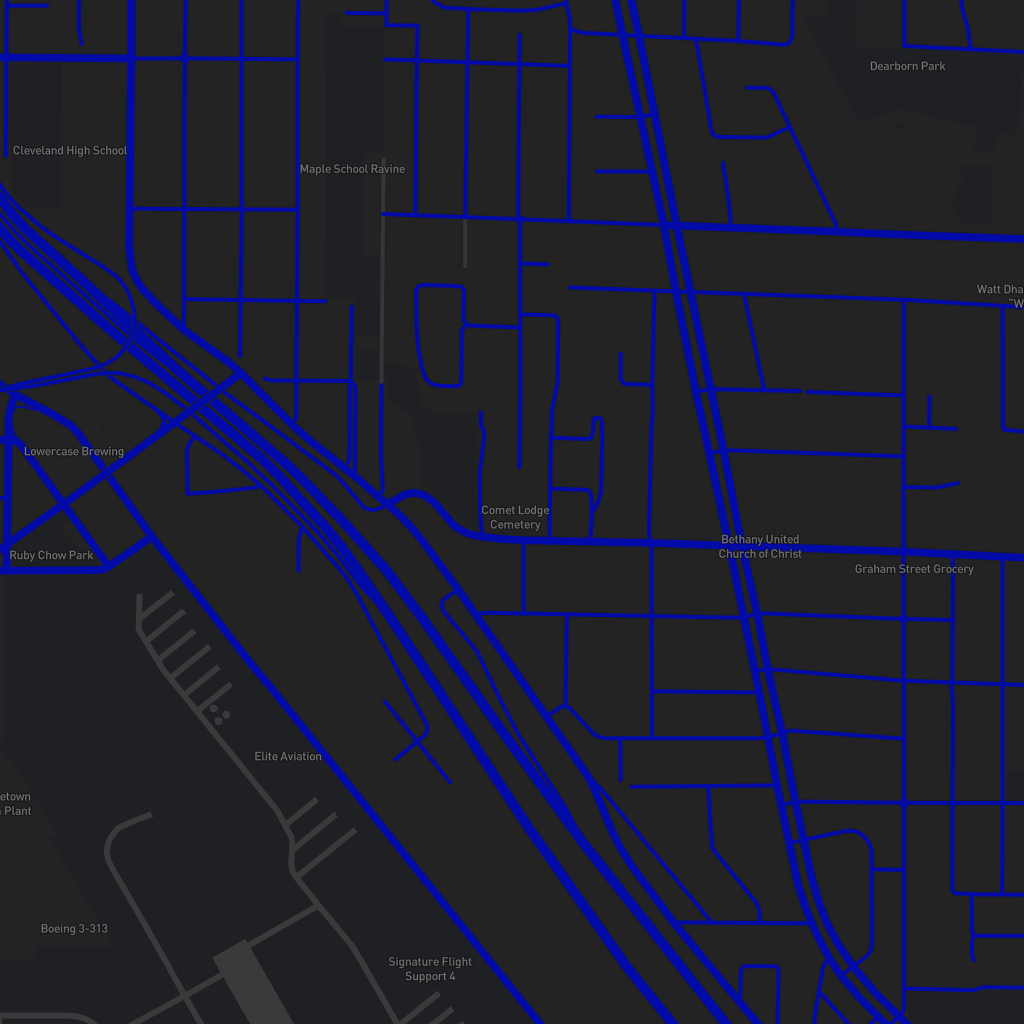 Dearborn Park
Cleveland High School
Maple School Ravine
Watt Dha
"W
Lowercase Brewing
Comet Lodge
Cemetery
Bethany United
Church of Christ
Ruby Chow Park
Graham Street Grocery
Elite Aviation
etown
Plant
Boeing 3-313
Signature Flight
Support 4